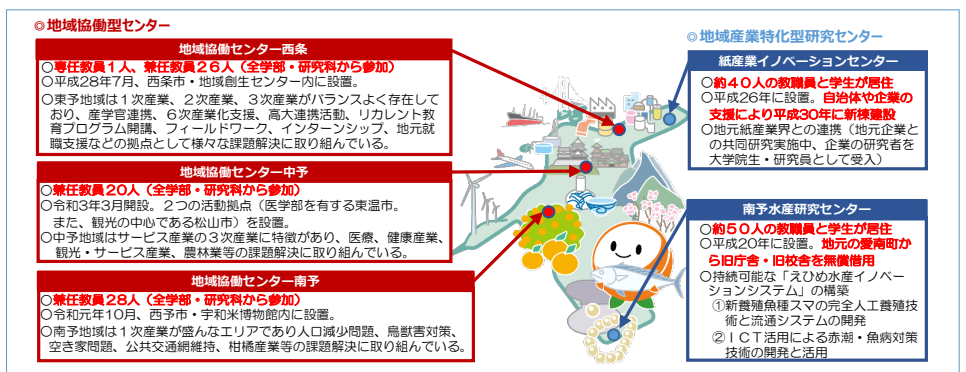 ◎地域協働型センター
地域協働センター西条
○専任教員1人、兼任教員26人（全学部・研究科から参加）
○平成28年7月、西条市・地域創生センター内に設置。
○東予地域は1次産業、2次産業、3次産業がバランスよく存在して
おり、産学官連携、6次産業化支援、高大連携活動、リカレント教
育プログラム開講、フィールドワーク、インターンシップ、地元就
職支援などの拠点として様々な課題解決に取り組んでいる。
地域協働センター中予
○兼任教員20人（全学部・研究科から参加）
○令和3年3月開設。2つの活動拠点（医学部を有する東温市。
また、観光の中心である松山市）を設置。
○中予地域はサービス産業の3次産業に特徴があり、医療、健康産業、
観光・サービス産業、農林業等の課題解決に取り組んでいる。
地域協働センター南予
○兼任教員28人（全学部・研究科から参加）
○令和元年10月、西予市・宇和米博物館内に設置。
○南予地域は1次産業が盛んなエリアであり人口減少問題、鳥獣害対策、
空き家問題、公共交通網維持、柑橘産業等の課題解決に取り組んでいる。
◎地域産業特化型研究センター
紙産業イノベーションセンター
○約40人の教職員と学生が居住
○平成26年に設置。自治体や企業の
支援により平成30年に新棟建設
○地元紙産業界との連携（地元企業と
の共同研究実施中、企業の研究者を
大学院生・研究員として受入）
南予水産研究センター
○約50人の教職員と学生が居住
○平成20年に設置。地元の愛南町か
ら旧庁舎・旧校舎を無償借用
○持続可能な「えひめ水産イノベー
ションシステム」の構築
①新養殖魚種スマの完全人工養殖技
術と流通システムの開発
②ICT活用による赤潮・魚病対策
技術の開発と活用